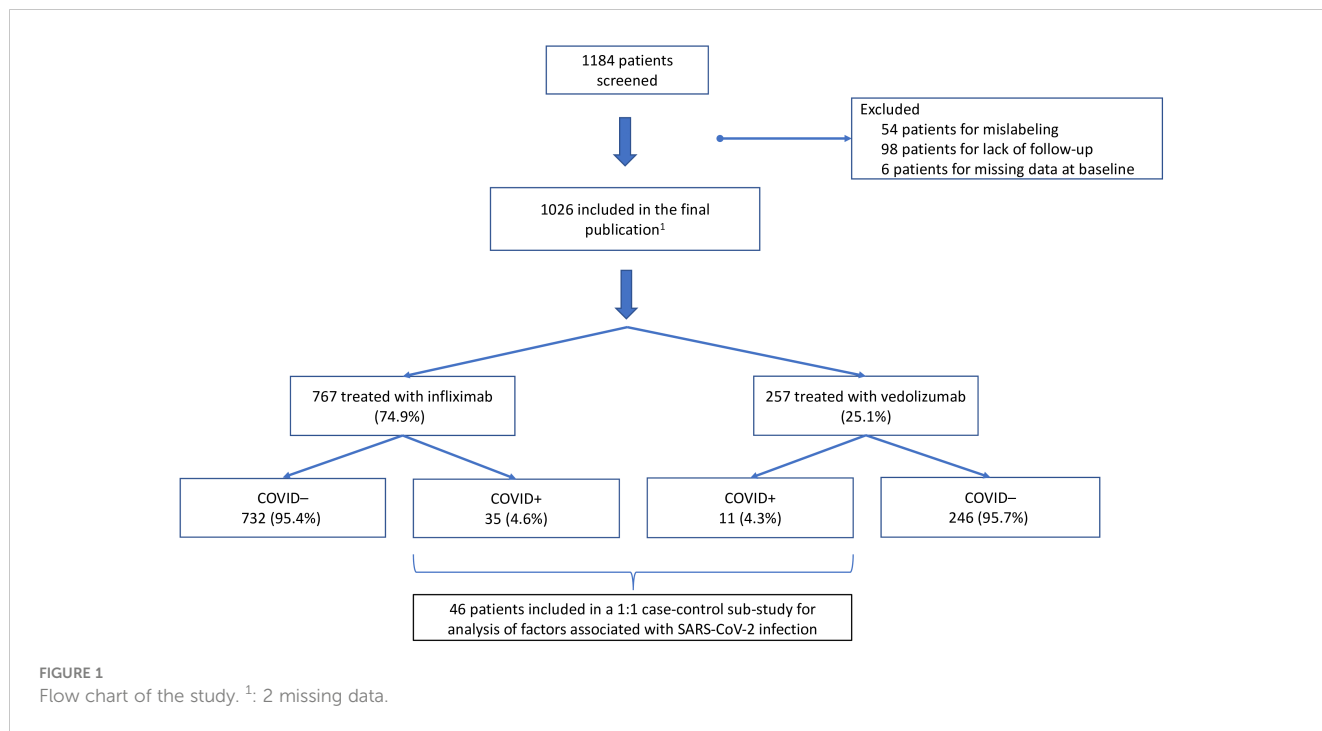 1184 patients
screened
Excluded
54 patients for mislabeling
98 patients for lack of follow-up
6 patients for missing data at baseline
1026 included in the final
publication¹
767 treated with infliximab
(74.9%)
257 treated with vedolizumab
(25.1%)
COVID–
732 (95.4%)
COVID+
35 (4.6%)
COVID+
11 (4.3%)
COVID–
246 (95.7%)
46 patients included in a 1:1 case-control sub-study for
analysis of factors associated with SARS-CoV-2 infection
FIGURE 1
Flow chart of the study. ¹: 2 missing data.